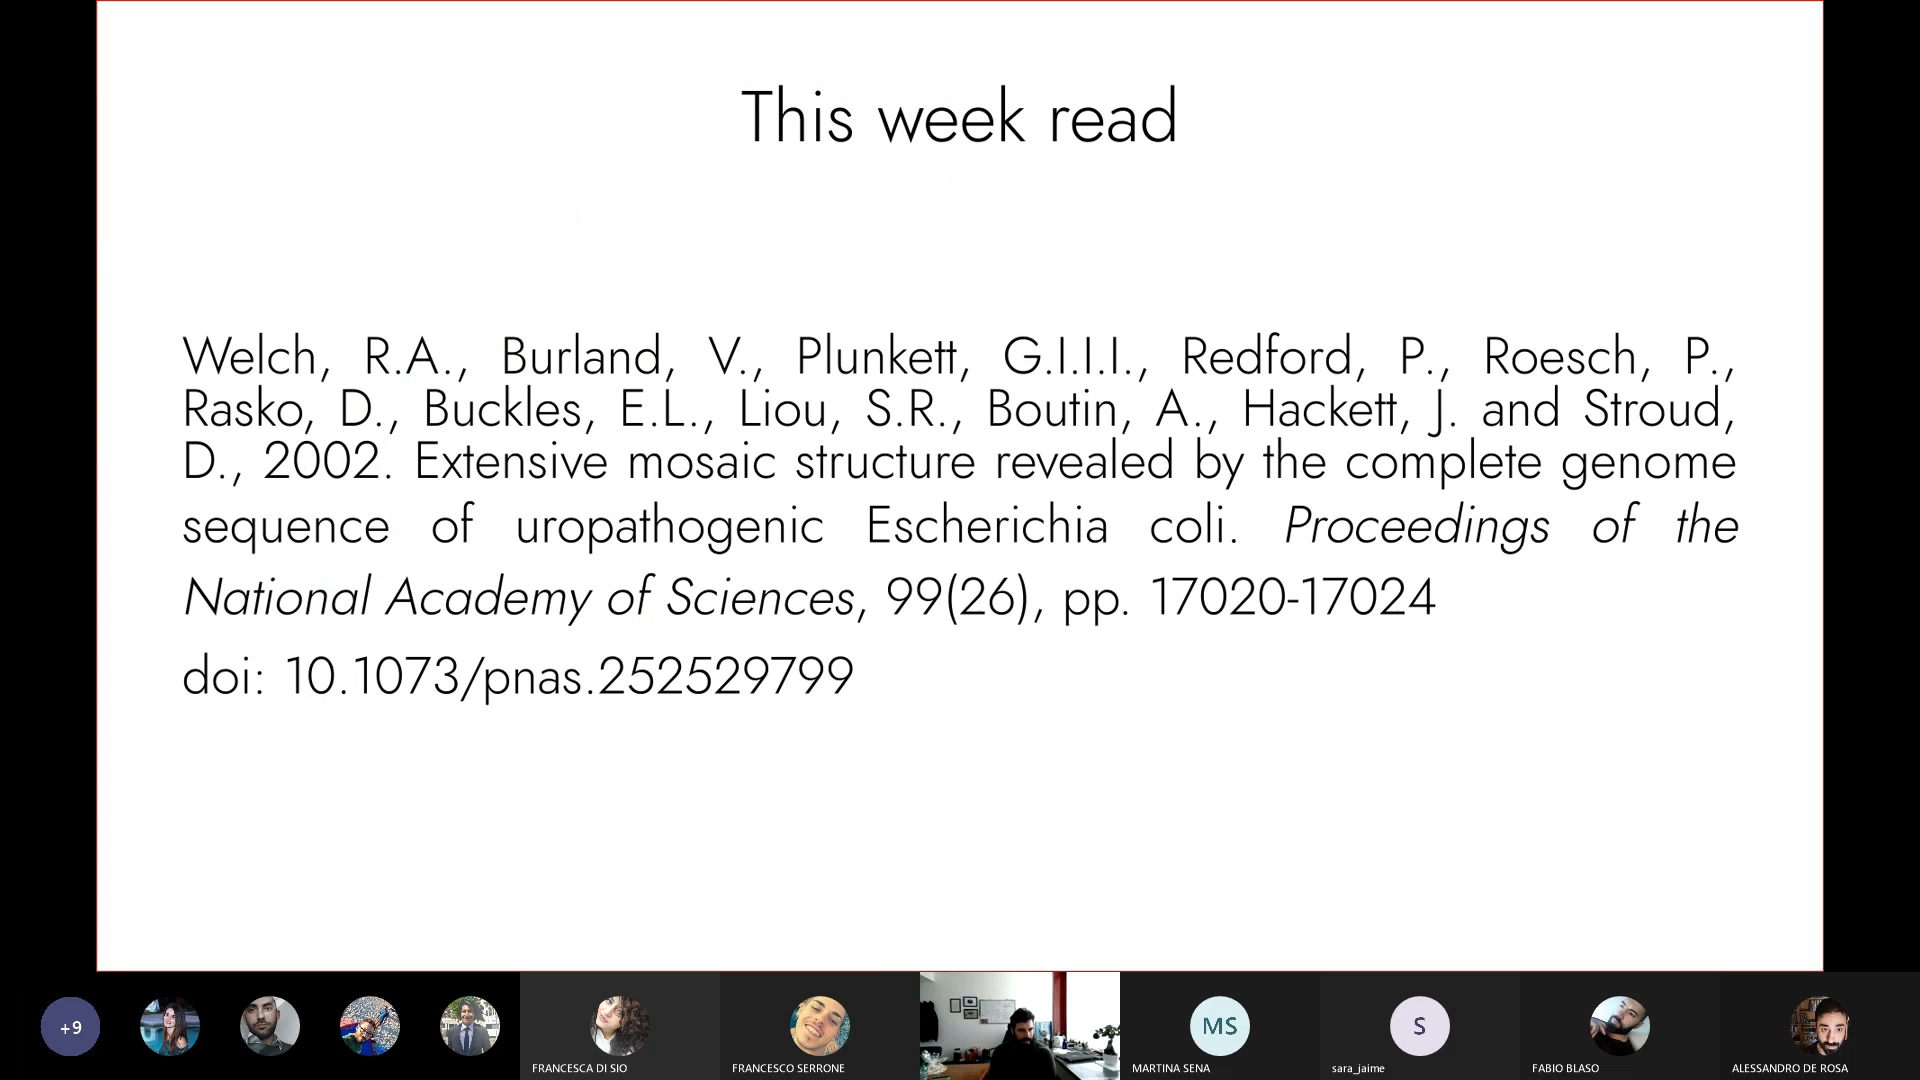 This week read
Welch, R.A., Burland, V., Plunkett, G.I.I.I., Redford, P., Roesch, P.,
Rasko, D., Buckles, E.L., Liou, S.R., Boutin, A., Hackett, J. and Stroud,
D., 2002. Extensive mosaic structure revealed by the complete genome
sequence of uropathogenic Escherichia coli. Proceedings of the
National Academy of Sciences, 99(26), pp. 17020-17024
doi: 10.1073/pnas.252529799
+9
MS
S
FRANCESCA DI SIO
FRANCESCO SERRONE
MARTINA SENA
sara_jaime
FABIO BLASO
ALESSANDRO DE ROSA